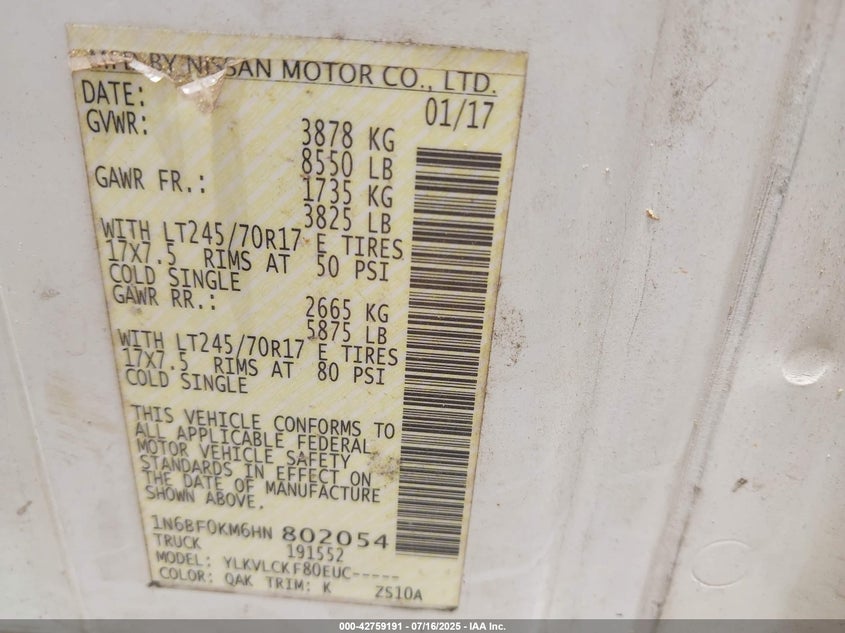 MFD BY NISSAN MOTOR CO., LTD.
DATE: 01/17
GVWR: 3878 KG
8550 LB
GAWR FR.: 1735 KG
3825 LB
WITH LT245/70R17 E TIRES
17X7.5 RIMS AT 50 PSI
COLD SINGLE
GAWR RR.: 2665 KG
5875 LB
WITH LT245/70R17 E TIRES
17X7.5 RIMS AT 80 PSI
COLD SINGLE
THIS VEHICLE CONFORMS TO
ALL APPLICABLE FEDERAL
MOTOR VEHICLE SAFETY
STANDARDS IN EFFECT ON
THE DATE OF MANUFACTURE
SHOWN ABOVE.
1N6BF0KM6HN 802054
TRUCK 191552
MODEL: YLKVLCKF80EUC-----
COLOR: QAK TRIM: K ZS10A
000-42759191 - 07/16/2025 - IAA Inc.